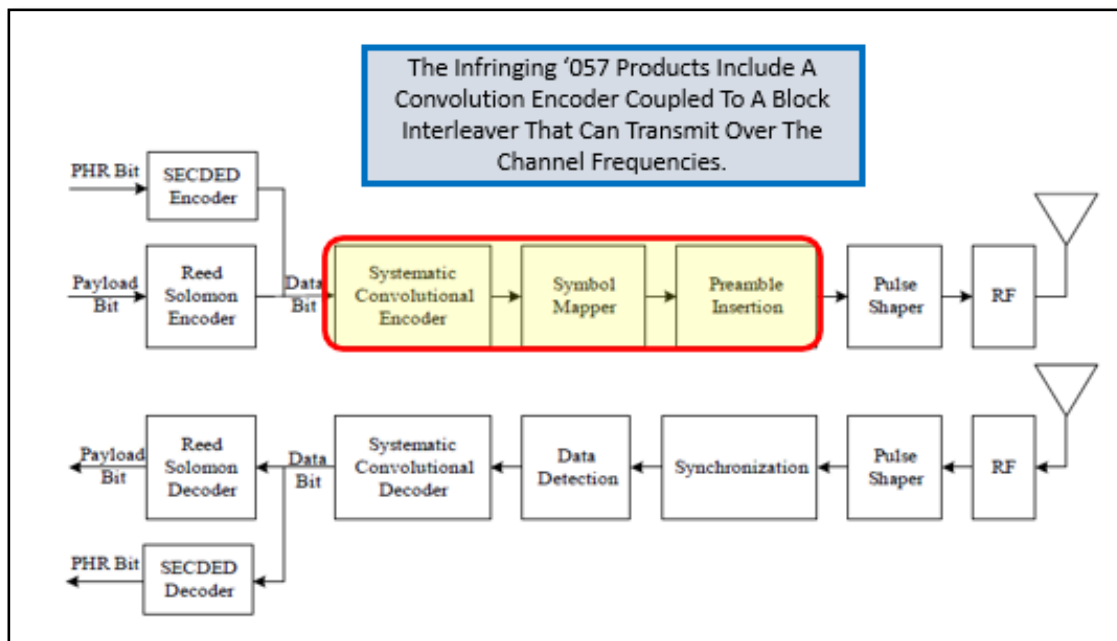 The Infringing ‘057 Products Include A
Convolution Encoder Coupled To A Block
Interleaver That Can Transmit Over The
Channel Frequencies.
PHR Bit
SECDED
Encoder
Payload
Bit
Reed
Solomon
Encoder
Data
Bit
Systematic
Convolutional
Encoder
Symbol
Mapper
Preamble
Insertion
Pulse
Shaper
RF
Payload
Bit
Reed
Solomon
Decoder
Data
Bit
Systematic
Convolutional
Decoder
Data
Detection
Synchronization
Pulse
Shaper
RF
PHR Bit
SECDED
Decoder